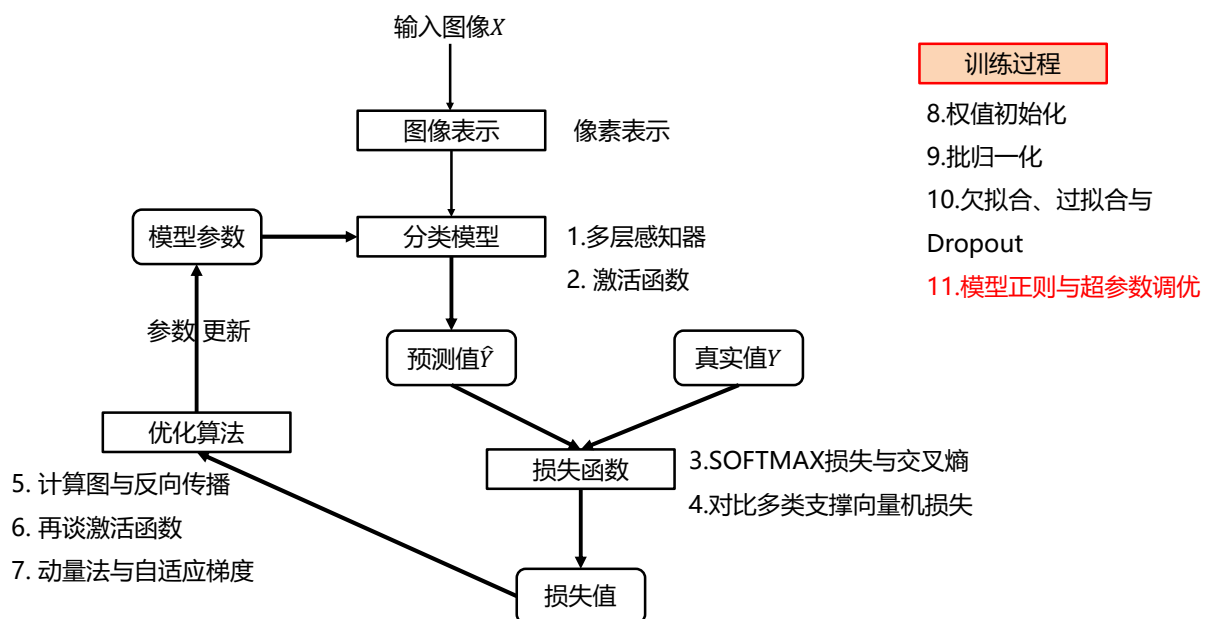 输入图像X
训练过程
图像表示
像素表示
8.权值初始化
9.批归一化
10.欠拟合、过拟合与
Dropout
11.模型正则与超参数调优
模型参数
分类模型
1.多层感知器
2. 激活函数
参数 更新
预测值Ŷ
真实值Y
优化算法
损失函数
3.SOFTMAX损失与交叉熵
4.对比多类支撑向量机损失
5. 计算图与反向传播
6. 再谈激活函数
7. 动量法与自适应梯度
损失值